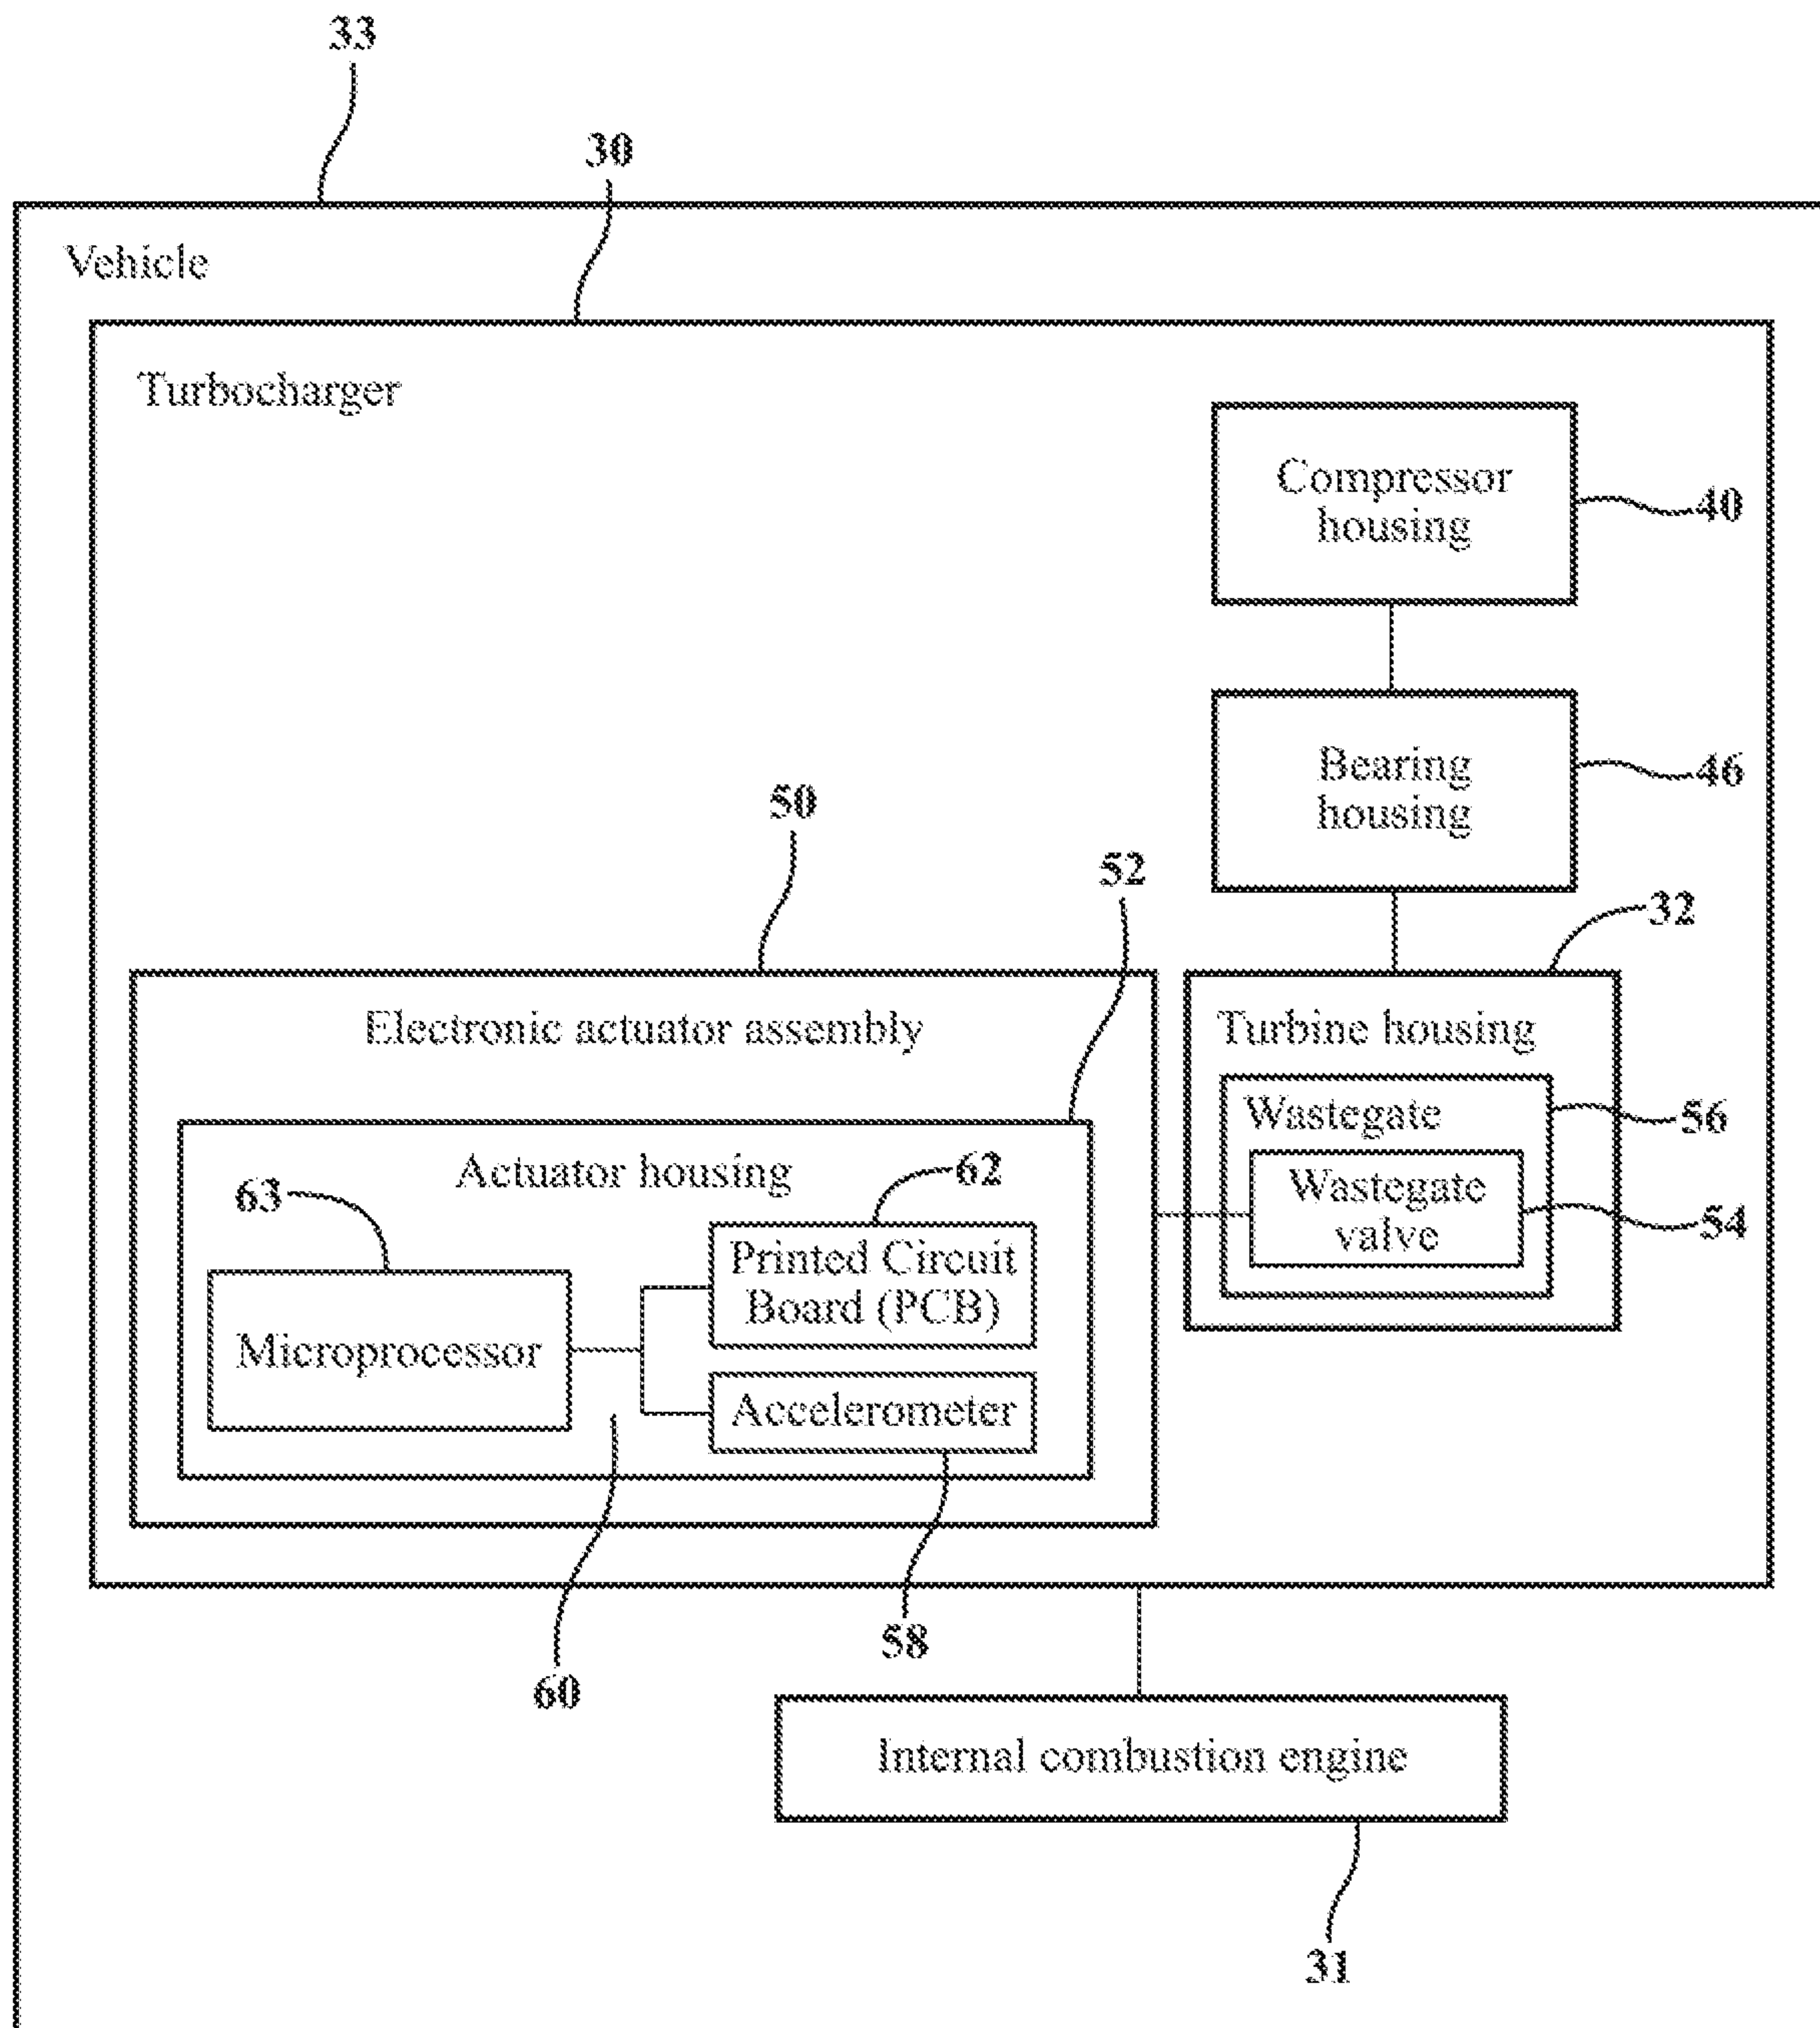 33
30
Vehicle
Turbocharger
Compressor
housing
40
Bearing
housing
46
50
52
32
Electronic actuator assembly
Turbine housing
Wastegate
56
Actuator housing
62
63
Wastegate
valve
54
Printed Circuit
Board (PCB)
Microprocessor
Accelerometer
58
60
Internal combustion engine
31